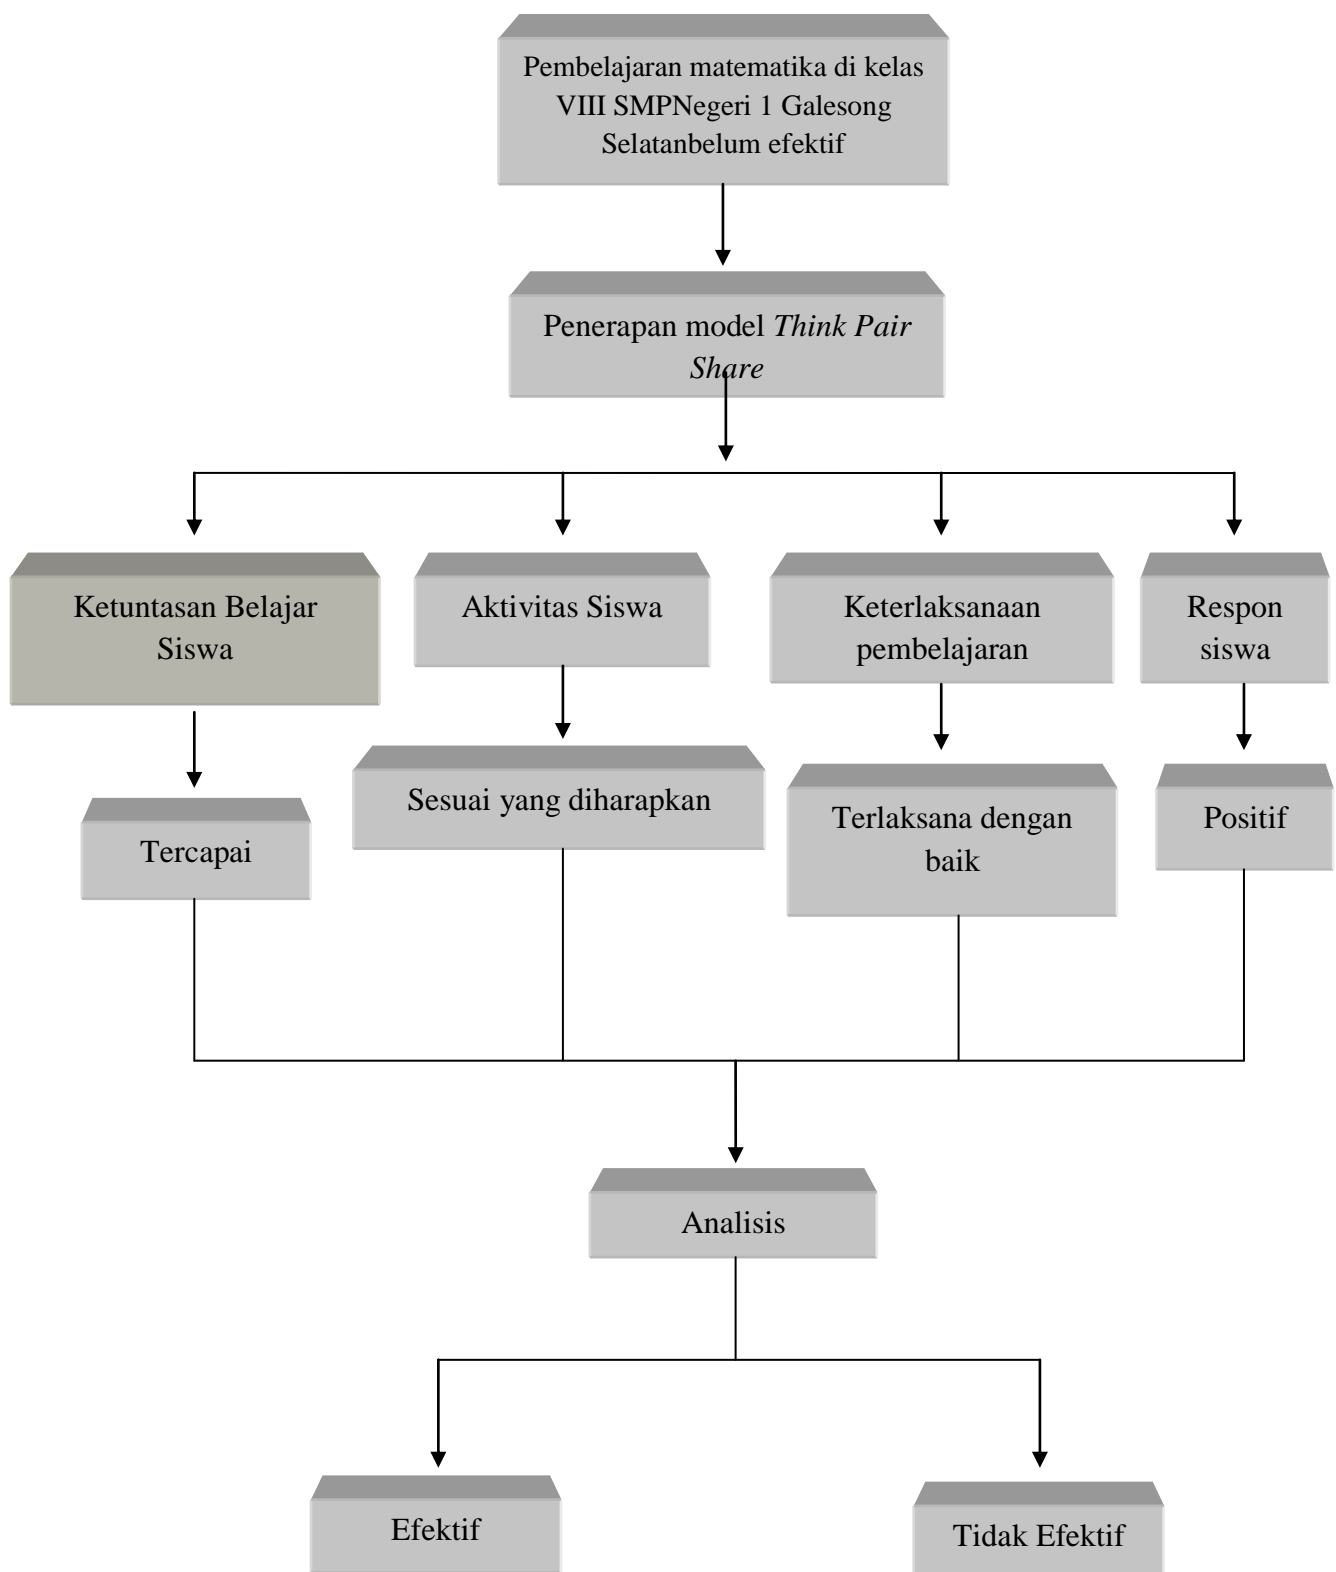 Pembelajaran matematika di kelas
VIII SMPNegeri 1 Galesong
Selatanbelum efektif
Penerapan model Think Pair
Share
Ketuntasan Belajar
Siswa
Aktivitas Siswa
Keterlaksanaan
pembelajaran
Respon
siswa
Tercapai
Sesuai yang diharapkan
Terlaksana dengan
baik
Positif
Analisis
Efektif
Tidak Efektif